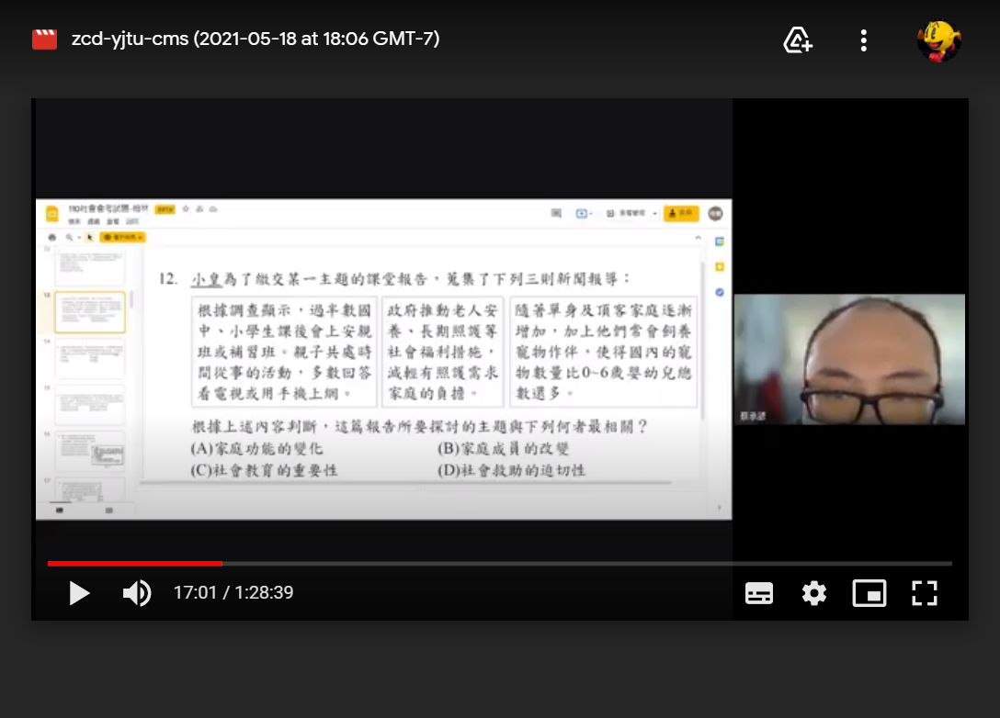 zcd-yjtu-cms (2021-05-18 at 18:06 GMT-7)
110社會會考試題-翰林
12. 小皇為了繳交某一主題的課堂報告，蒐集了下列三則新聞報導：
根據調查顯示，過半數國
中、小學生課後會上安親
班或補習班。親子共處時
間從事的活動，多數回答
看電視或用手機上網。
政府推動老人安
養、長期照護等
社會福利措施，
減輕有照護需求
家庭的負擔。
隨著單身及頂客家庭逐漸
增加，加上他們常會飼養
寵物作伴，使得國內的寵
物數量比0~6歲嬰幼兒總
數還多。
根據上述內容判斷，這篇報告所要探討的主題與下列何者最相關？
(A)家庭功能的變化
(B)家庭成員的改變
(C)社會教育的重要性
(D)社會救助的迫切性
17:01 / 1:28:39